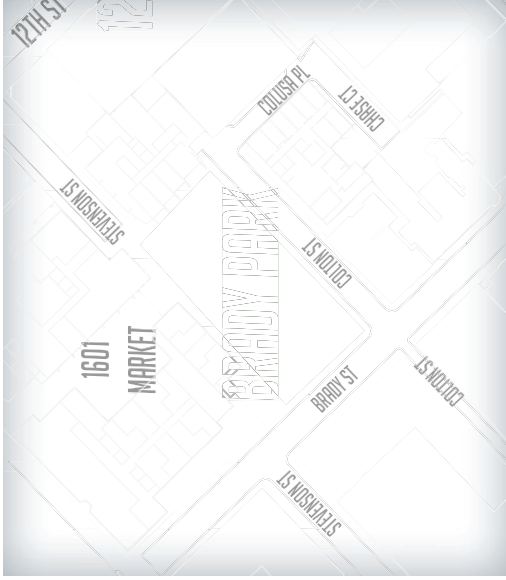 12TH ST
12
COLUSA PL
CHASE CT
STEVENSON ST
BRADY PARK
COLTON ST
1601
MARKET
BRADY ST
COLTON ST
STEVENSON ST